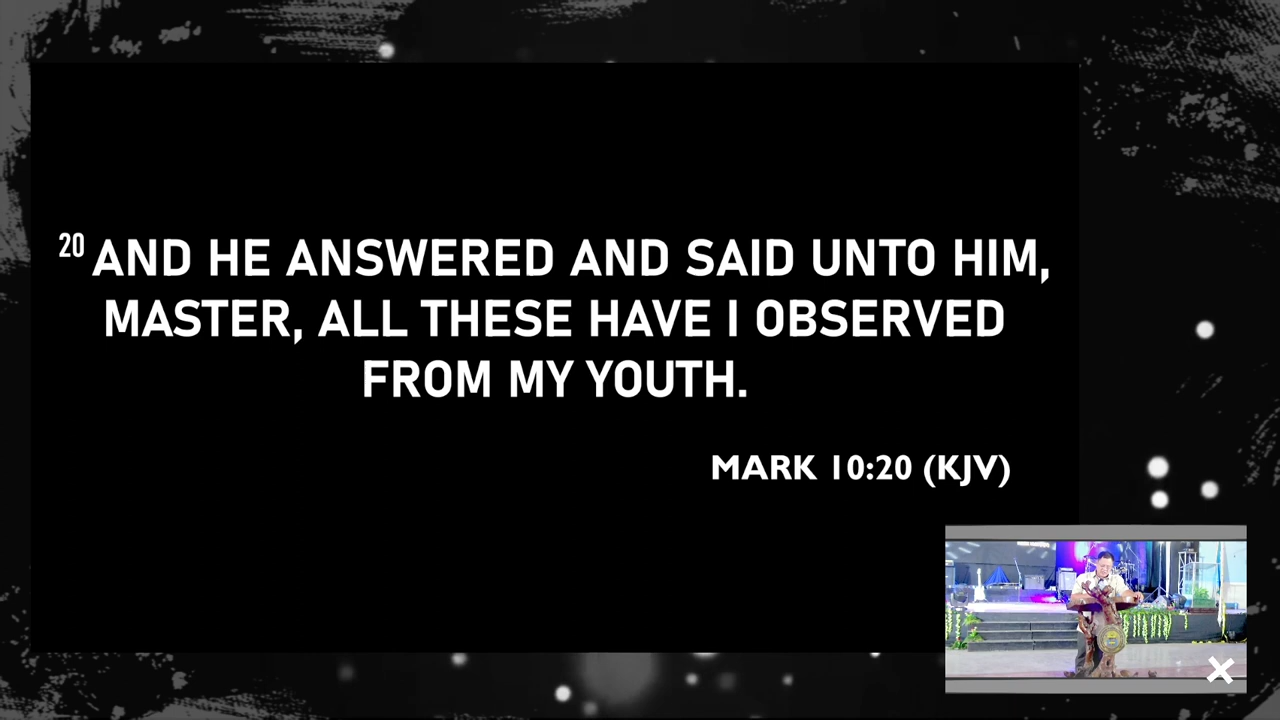 20 AND HE ANSWERED AND SAID UNTO HIM,
MASTER, ALL THESE HAVE I OBSERVED
FROM MY YOUTH.
MARK 10:20 (KJV)